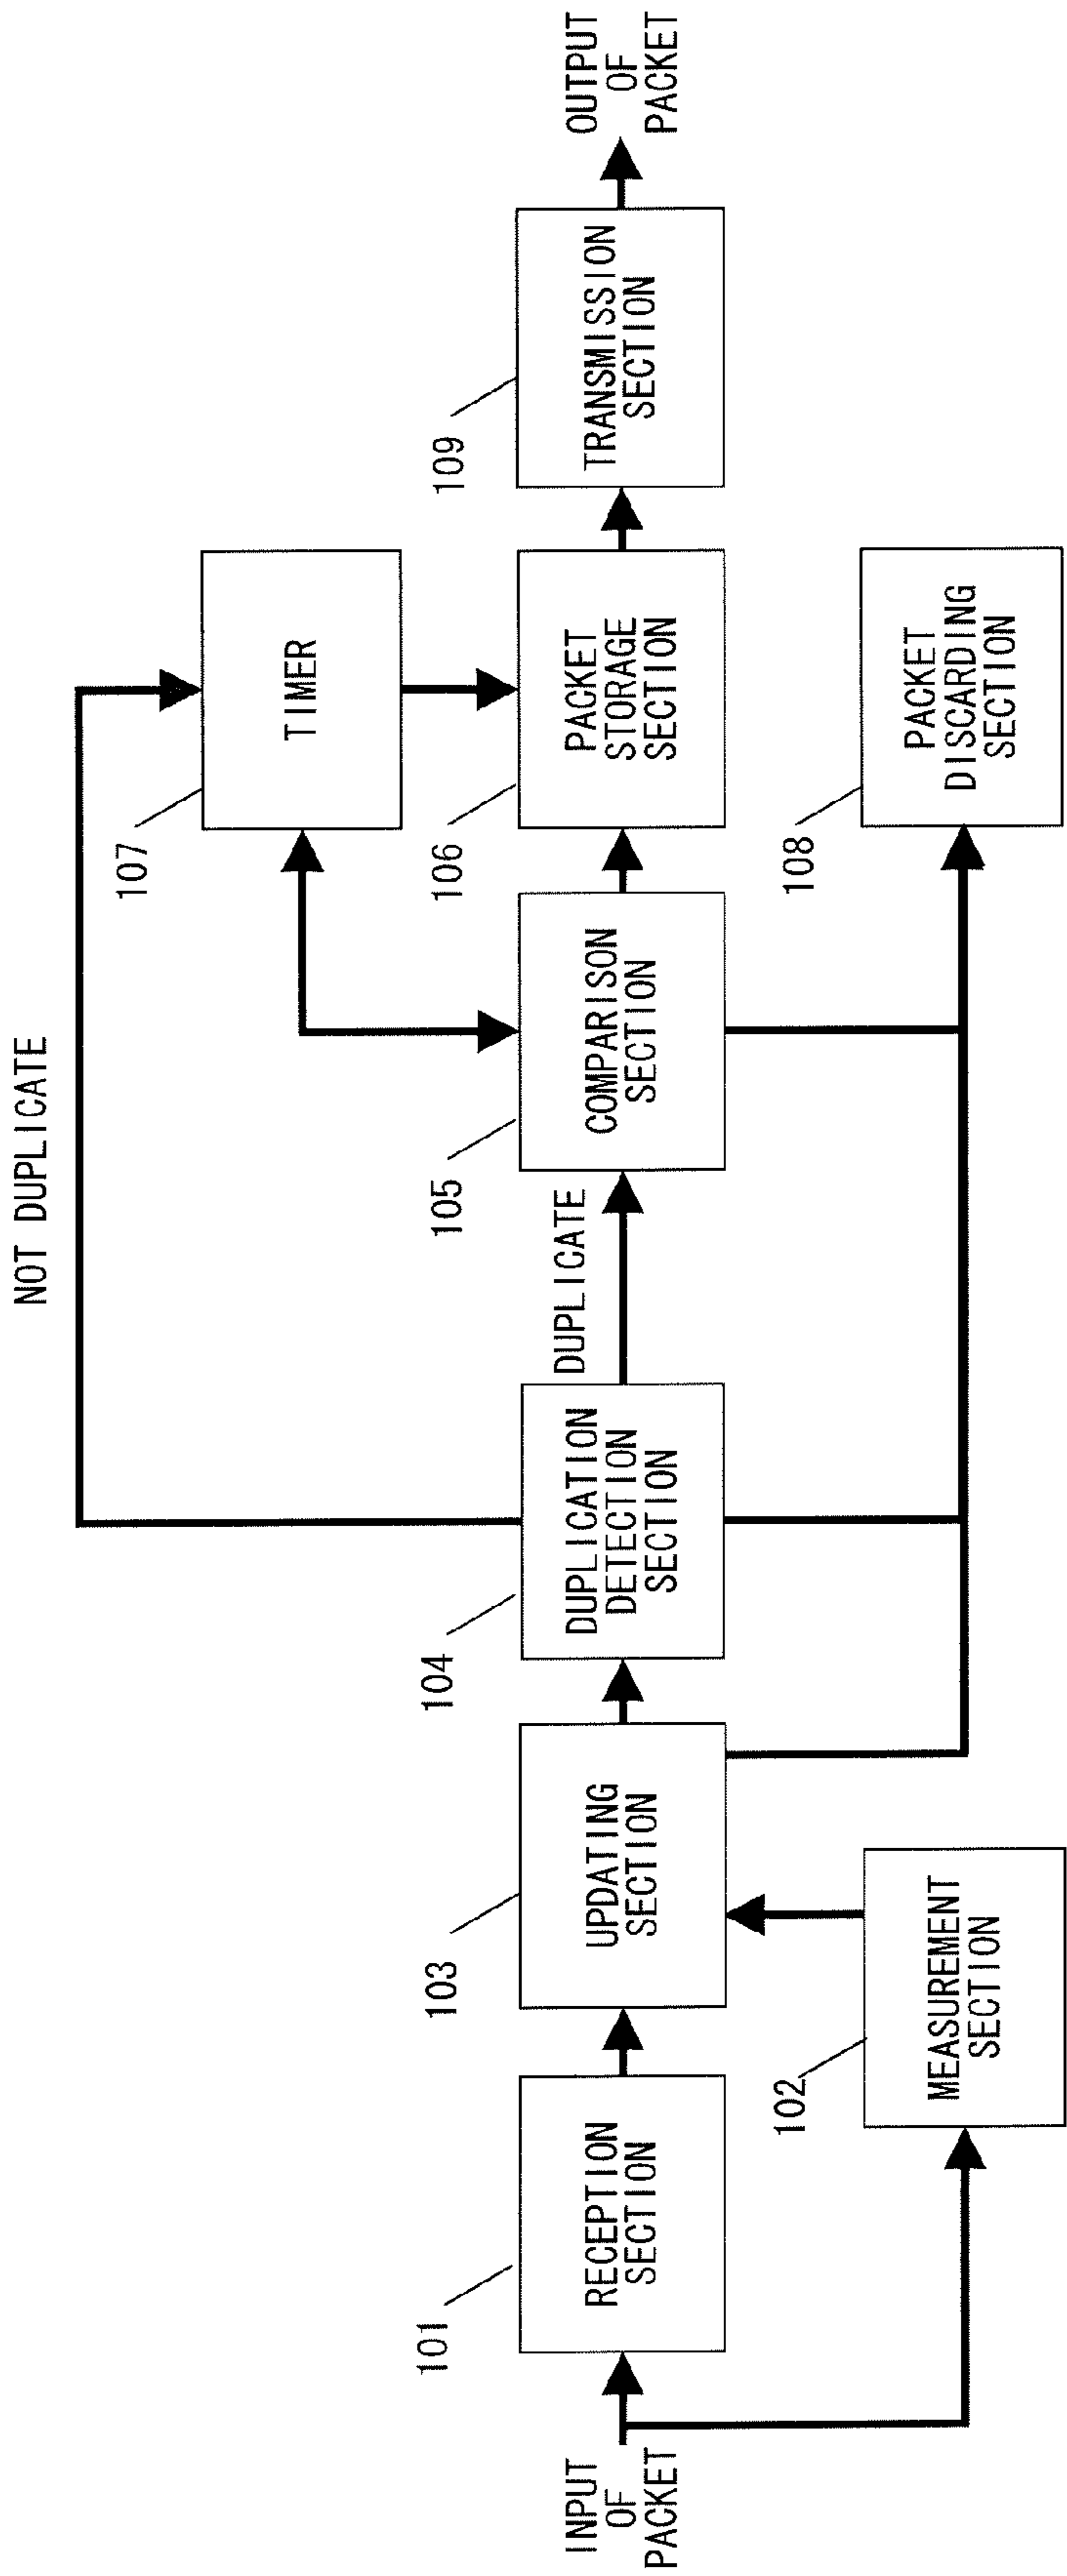 NOT DUPLICATE
107
TIMER
101
RECEPTION
SECTION
103
UPDATING
SECTION
104
DUPLICATION
DETECTION
SECTION
DUPLICATE
105
COMPARISON
SECTION
106
PACKET
STORAGE
SECTION
109
TRANSMISSION
SECTION
INPUT
OF
PACKET
OUTPUT
OF
PACKET
102
MEASUREMENT
SECTION
108
PACKET
DISCARDING
SECTION